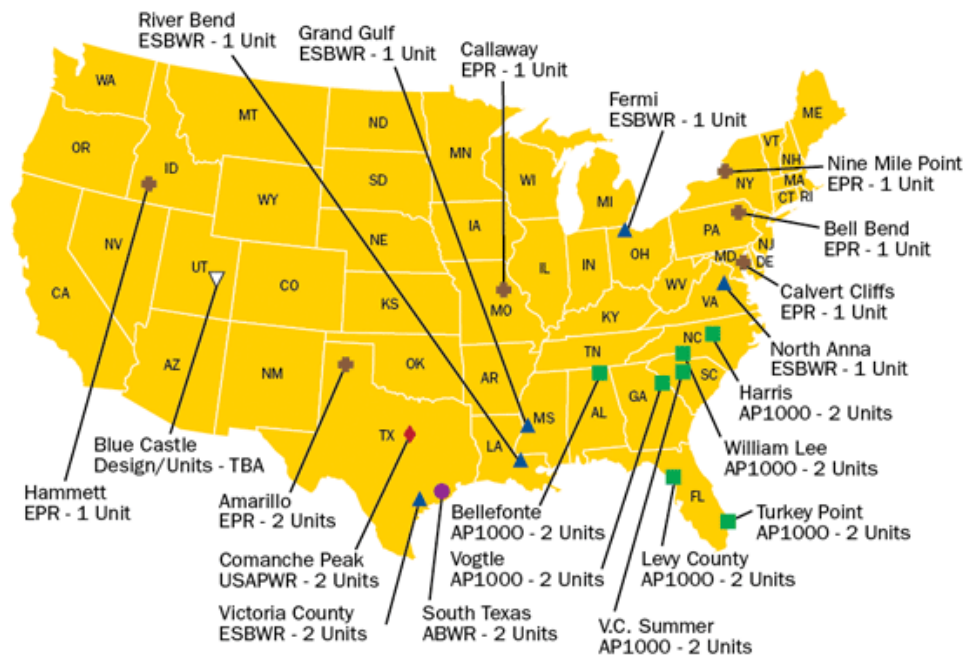 River Bend
ESBWR - 1 Unit
Grand Gulf
ESBWR - 1 Unit
Callaway
EPR - 1 Unit
Fermi
ESBWR - 1 Unit
WA
MT
ND
MN
ME
VT
NH
OR
ID
SD
WI
MI
NY
MA
CT RI
Nine Mile Point
EPR - 1 Unit
WY
IA
PA
NJ
Bell Bend
EPR - 1 Unit
NV
NE
IL
IN
OH
MD
DE
UT
CO
WV
VA
CA
KS
MO
KY
Calvert Cliffs
EPR - 1 Unit
NC
TN
North Anna
ESBWR - 1 Unit
AZ
NM
OK
AR
SC
Harris
AP1000 - 2 Units
MS
AL
GA
TX
LA
William Lee
AP1000 - 2 Units
Blue Castle
Design/Units - TBA
Hammett
EPR - 1 Unit
FL
Amarillo
EPR - 2 Units
Bellefonte
AP1000 - 2 Units
Turkey Point
AP1000 - 2 Units
Comanche Peak
USAPWR - 2 Units
Vogtle
AP1000 - 2 Units
Levy County
AP1000 - 2 Units
Victoria County
ESBWR - 2 Units
South Texas
ABWR - 2 Units
V.C. Summer
AP1000 - 2 Units